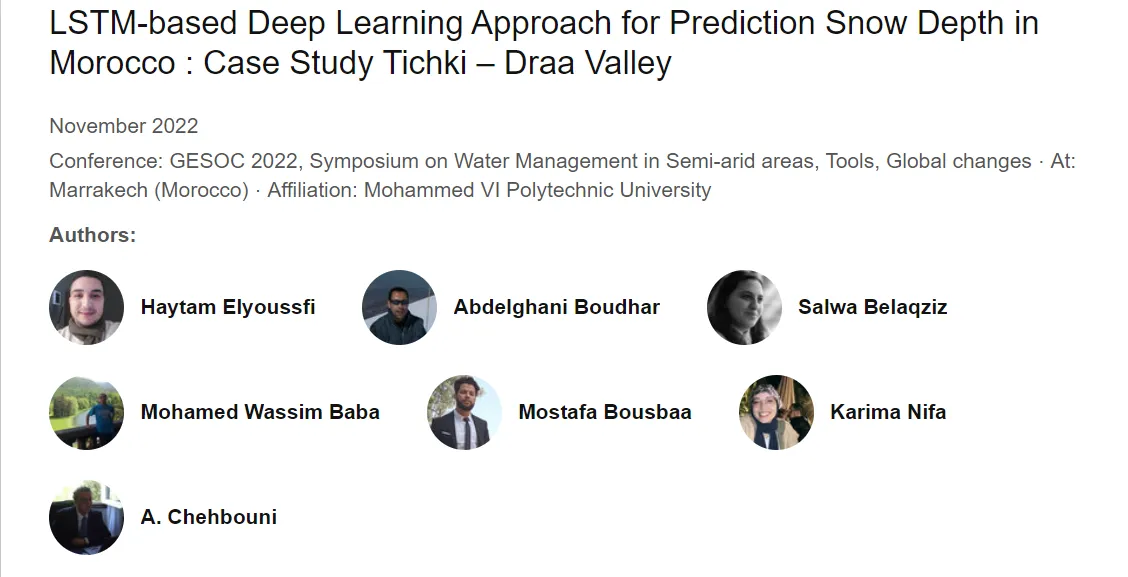 LSTM-based Deep Learning Approach for Prediction Snow Depth in
Morocco : Case Study Tichki – Draa Valley
November 2022
Conference: GESOC 2022, Symposium on Water Management in Semi-arid areas, Tools, Global changes · At:
Marrakech (Morocco) · Affiliation: Mohammed VI Polytechnic University
Authors:
Haytam Elyoussfi
Abdelghani Boudhar
Salwa Belaqziz
Mohamed Wassim Baba
Mostafa Bousbaa
Karima Nifa
A. Chehbouni